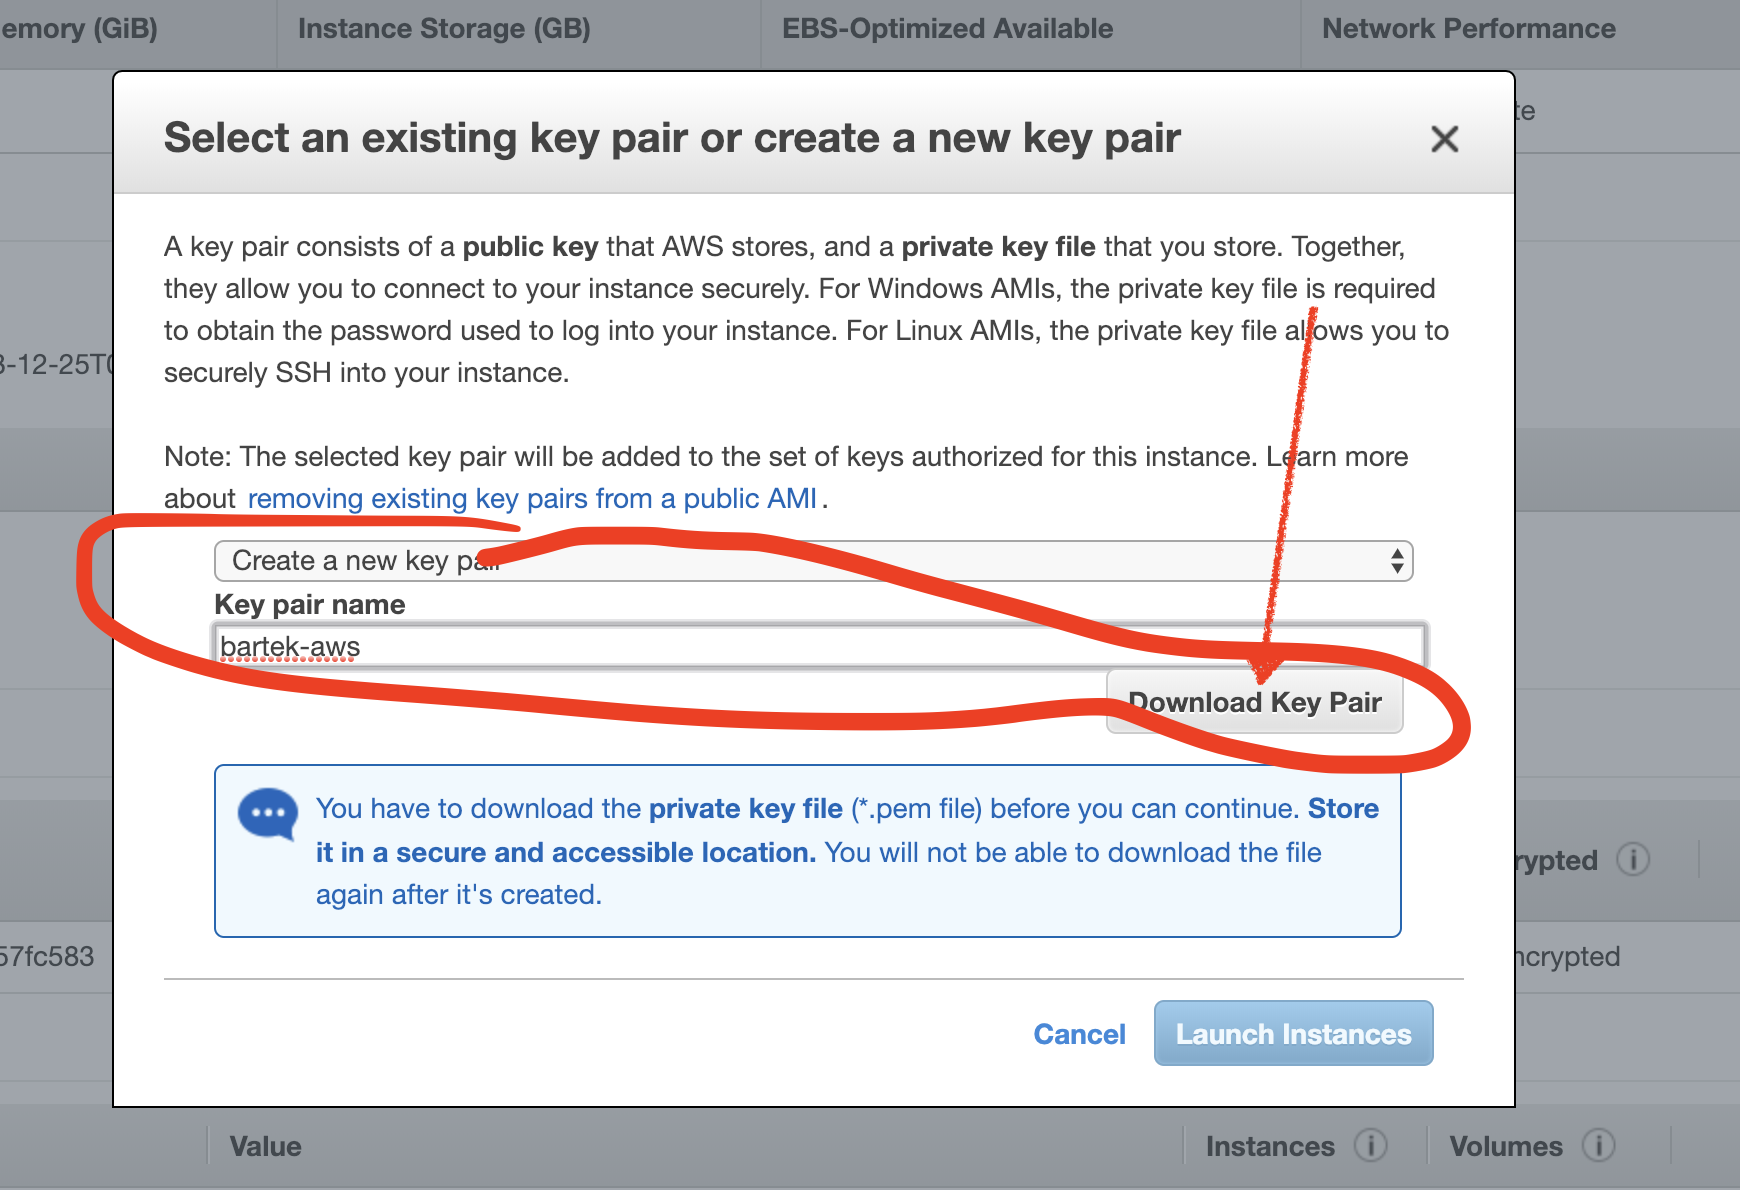 emory (GiB)
Instance Storage (GB)
EBS-Optimized Available
Network Performance
te
Select an existing key pair or create a new key pair
A key pair consists of a public key that AWS stores, and a private key file that you store. Together,
they allow you to connect to your instance securely. For Windows AMIs, the private key file is required
to obtain the password used to log into your instance. For Linux AMIs, the private key file allows you to
3-12-25T0
securely SSH into your instance.
Note: The selected key pair will be added to the set of keys authorized for this instance. Learn more
about removing existing key pairs from a public AMI.
Create a new key pair
Key pair name
bartek-aws
Download Key Pair
You have to download the private key file (*.pem file) before you can continue. Store
it in a secure and accessible location. You will not be able to download the file
rypted
again after it's created.
57fc583
ncrypted
Cancel
Launch Instances
Value
Instances
Volumes